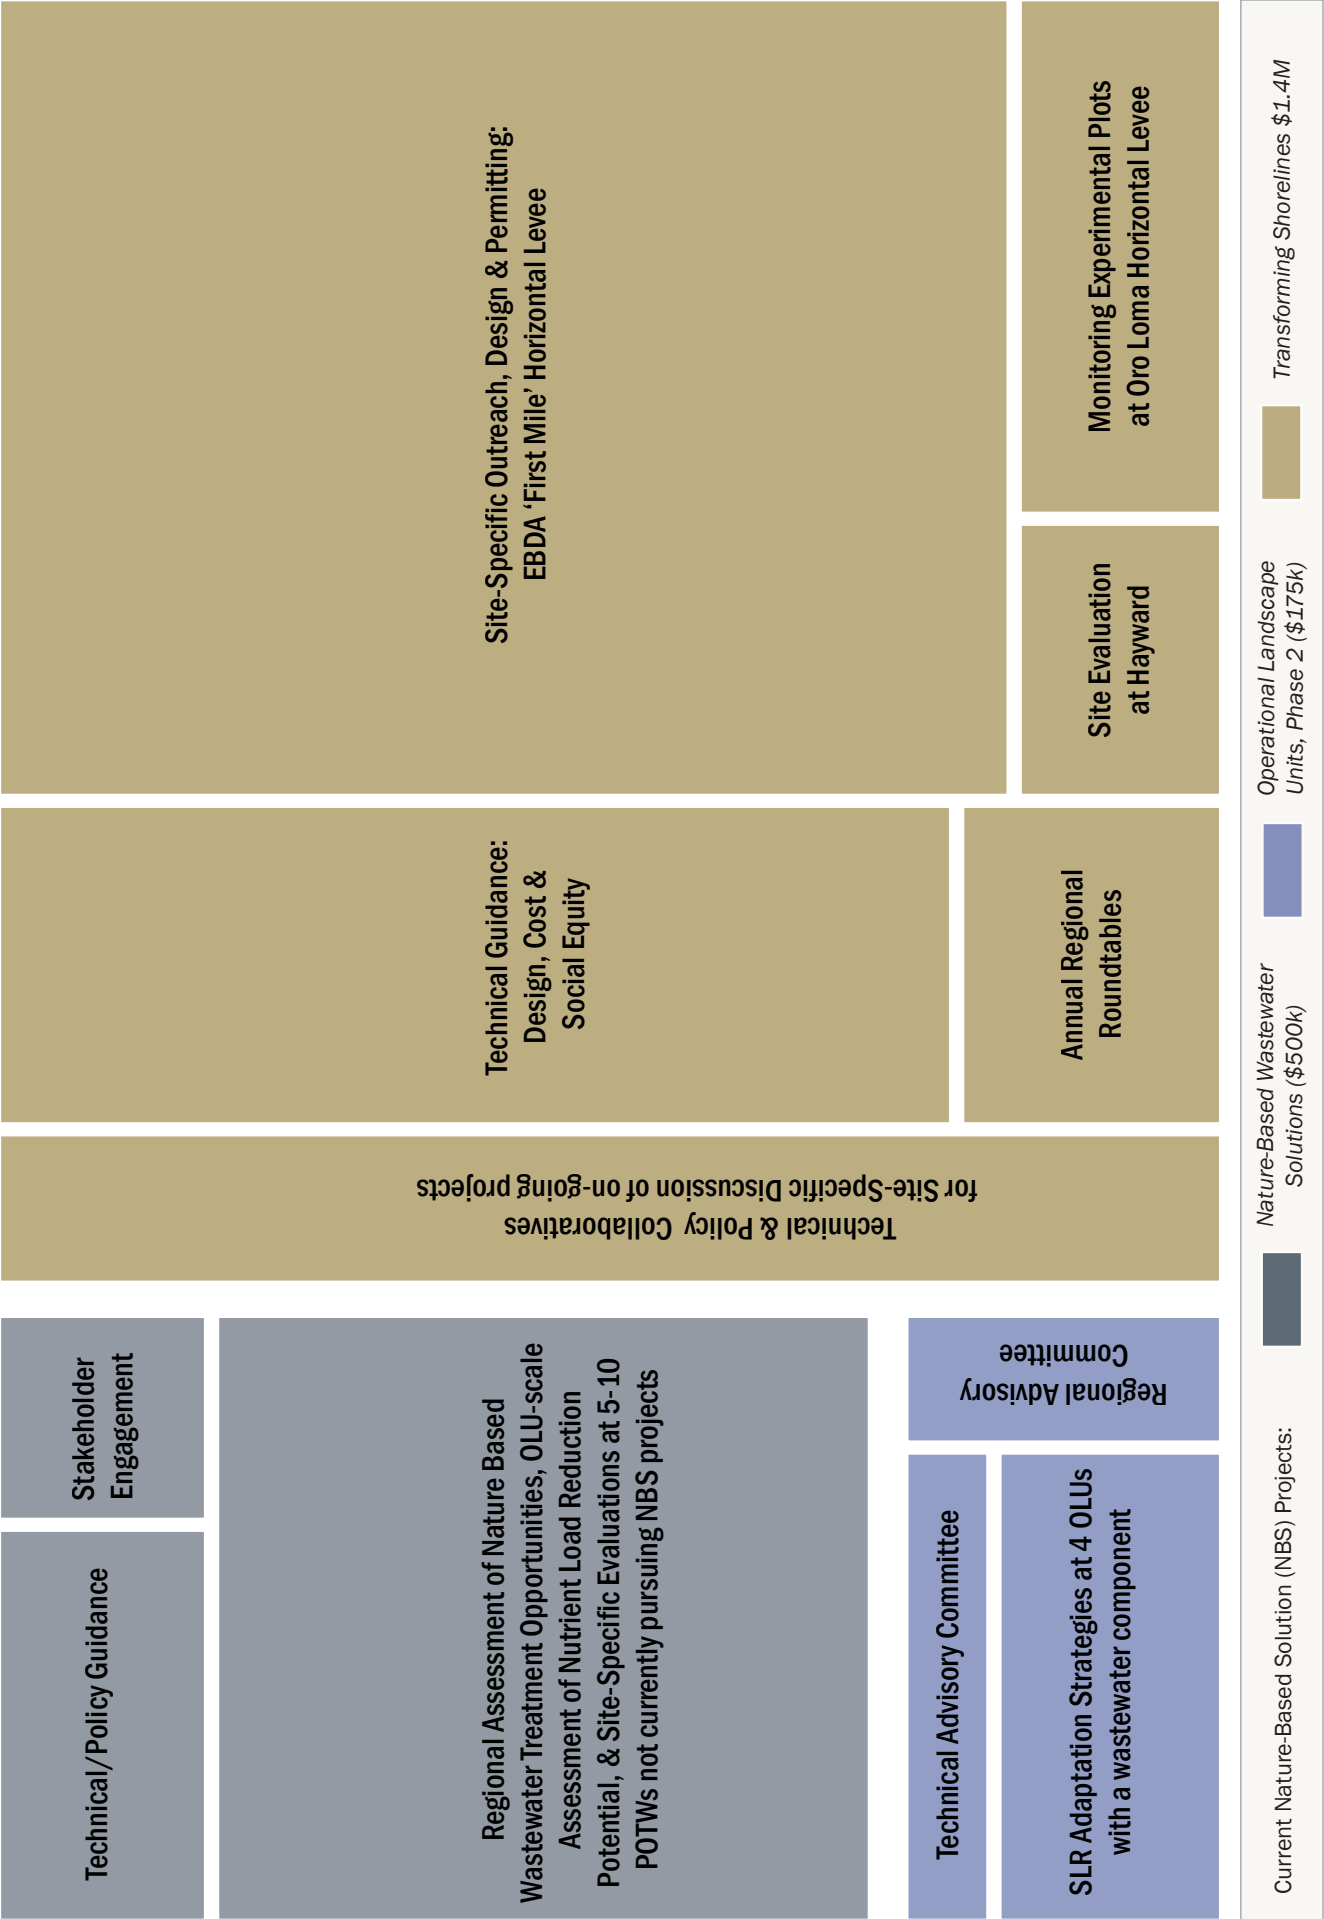 Technical/Policy Guidance
Stakeholder
Engagement
Regional Assessment of Nature Based
Wastewater Treatment Opportunities, OLU-scale
Assessment of Nutrient Load Reduction
Potential, & Site-Specific Evaluations at 5-10
POTWs not currently pursuing NBS projects
Technical Advisory Committee
SLR Adaptation Strategies at 4 OLUs
with a wastewater component
Regional Advisory
Committee
Technical & Policy Collaboratives
for Site-Specific Discussion of on-going projects
Technical Guidance:
Design, Cost &
Social Equity
Annual Regional
Roundtables
Site-Specific Outreach, Design & Permitting:
EBDA ‘First Mile’ Horizontal Levee
Site Evaluation
at Hayward
Monitoring Experimental Plots
at Oro Loma Horizontal Levee
Current Nature-Based Solution (NBS) Projects:
Nature-Based Wastewater
Solutions ($500k)
Operational Landscape
Units, Phase 2 ($175k)
Transforming Shorelines $1.4M